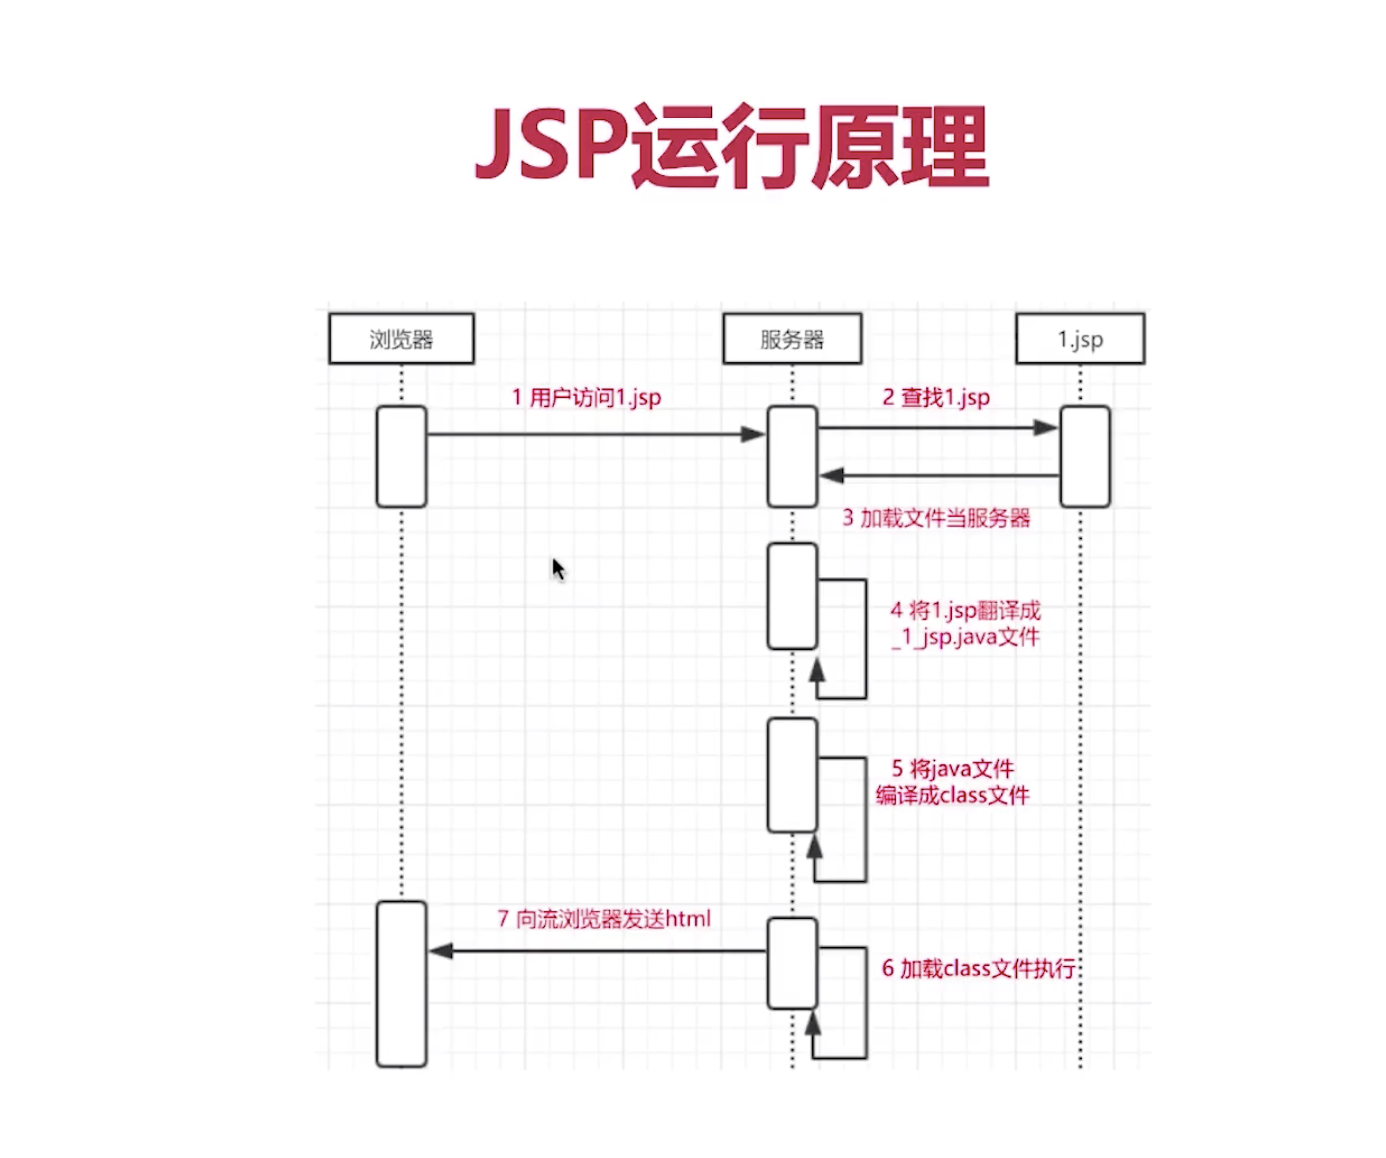 JSP运行原理
浏览器
服务器
1.jsp
1 用户访问1.jsp
2 查找1.jsp
3 加载文件当服务器
4 将1.jsp翻译成
_1_jsp.java文件
5 将java文件
编译成class文件
7 向流浏览器发送html
6 加载class文件执行